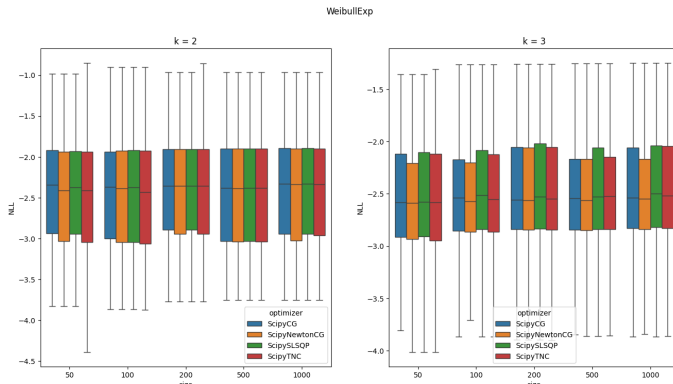 WeibullExp
k = 2
NLL
−1.0
−1.5
−2.0
−2.5
−3.0
−3.5
−4.0
−4.5
50
100
200
500
1000
size
optimizer
ScipyCG
ScipyNewtonCG
ScipySLSQP
ScipyTNC
k = 3
NLL
−1.5
−2.0
−2.5
−3.0
−3.5
−4.0
50
100
200
500
1000
size
optimizer
ScipyCG
ScipyNewtonCG
ScipySLSQP
ScipyTNC